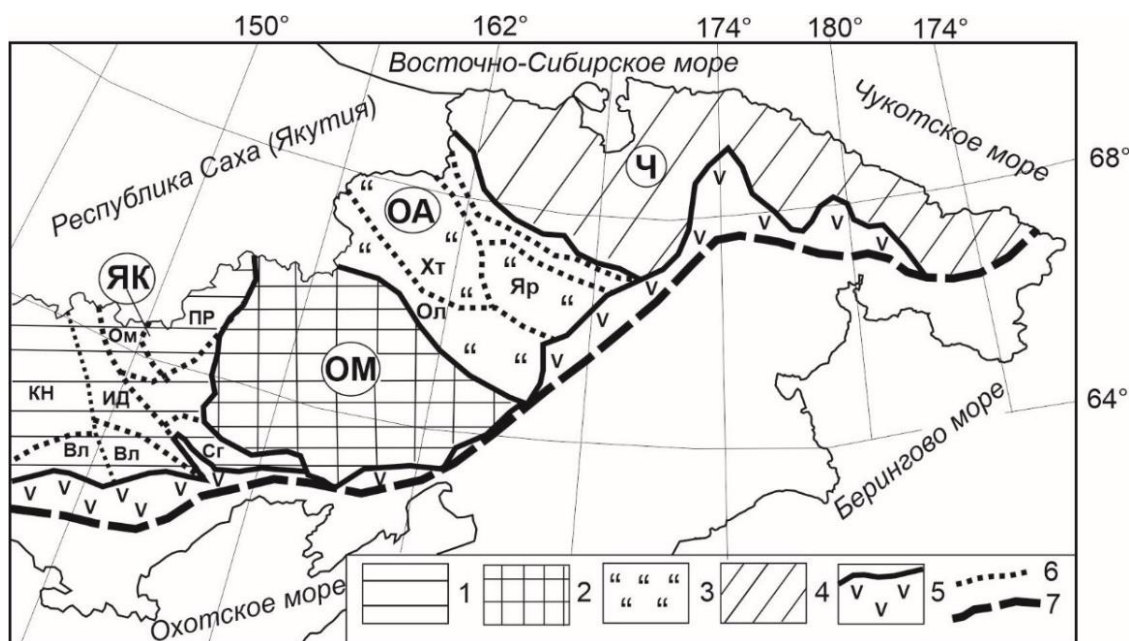 150°
162°
174°
180°
174°
Восточно-Сибирское море
Чукотское море
Республика Саха (Якутия)
68°
Ч
ОА
Хт
Яр
ЯК
ПР
Ом
Ол
ОМ
КН
ИД
64°
Вл
Вл
Сг
Берингово море
Охотское море
1
2
3
4
5
6
7